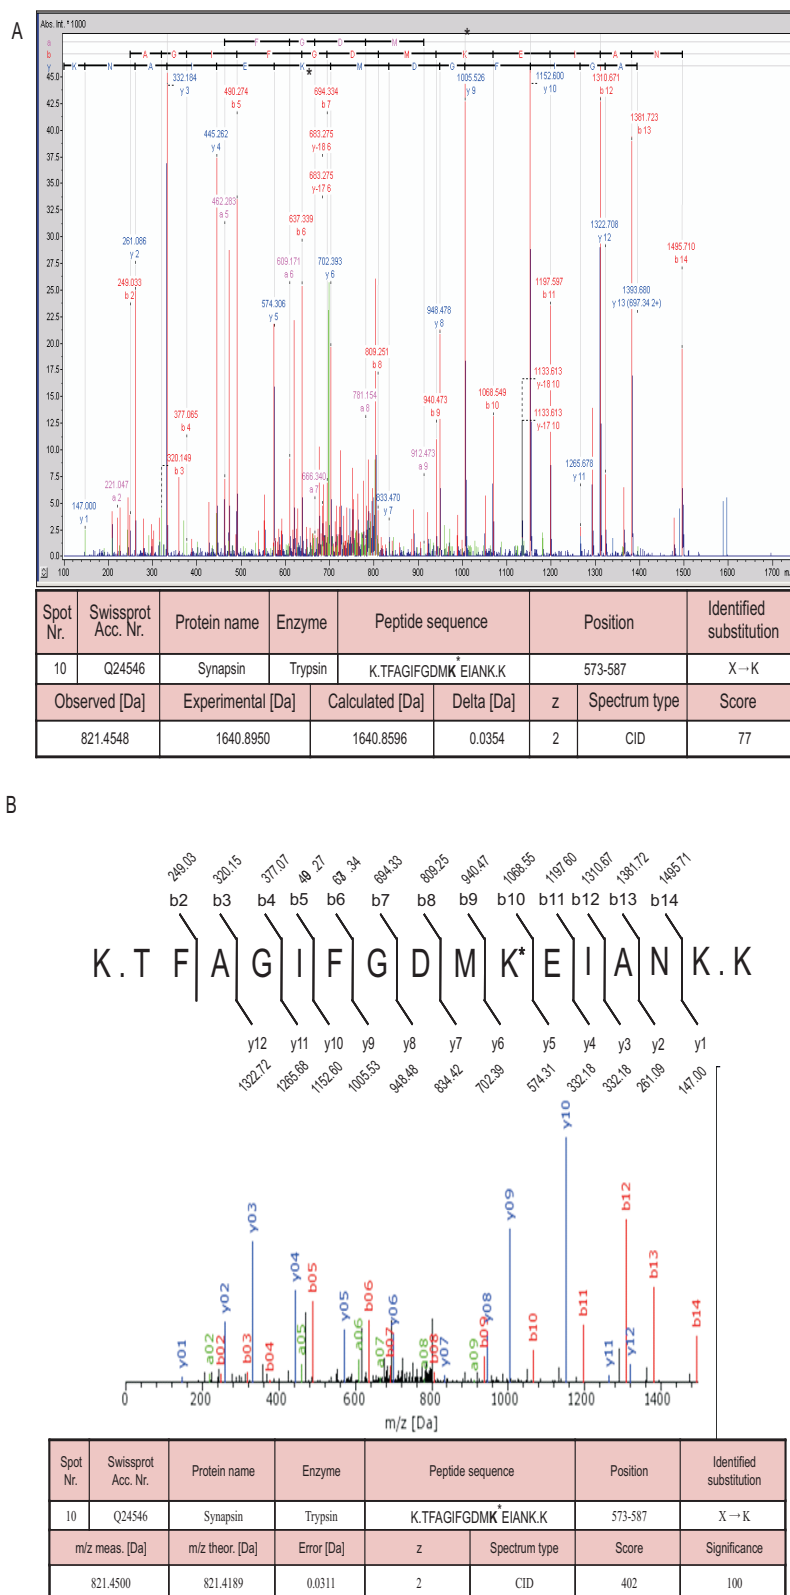 A
Abs. Int. * 1000
*
a F G D M
b A G I F G D M K E I A N
y K N A I E K M D G F I G A
*
332.184
y 3
490.274
b 5
694.334
b 7
1005.526
y 9
1152.600
y 10
1310.671
b 12
1381.723
b 13
445.262
y 4
683.275
y-18 6
683.275
y-17 6
462.283
a 5
637.339
b 6
261.086
y 2
249.033
b 2
609.171
a 6
702.393
y 6
1322.708
y 12
1393.680
y 13 (697.34 2+)
1495.710
b 14
574.306
y 5
948.478
y 8
1197.597
b 11
809.251
b 8
781.154
a 8
940.473
b 9
1068.549
b 10
1133.613
y-18 10
1133.613
y-17 10
377.065
b 4
320.149
b 3
221.047
a 2
147.000
y 1
666.340
a 7
833.470
y 7
912.473
a 9
1265.678
y 11
45.0
42.5
40.0
37.5
35.0
32.5
30.0
27.5
25.0
22.5
20.0
17.5
15.0
12.5
10.0
7.5
5.0
2.5
0.0
100 200 300 400 500 600 700 800 900 1000 1100 1200 1300 1400 1500 1600 1700
Spot Nr. Swissprot Acc. Nr. Protein name Enzyme Peptide sequence Position Identified substitution
10 Q24546 Synapsin Trypsin K.TFAGIFGDMK*EIANK.K 573-587 X→K
Observed [Da] Experimental [Da] Calculated [Da] Delta [Da] z Spectrum type Score
821.4548 1640.8950 1640.8596 0.0354 2 CID 77
B
249.03 320.15 377.07 .27 .34 694.33 809.25 940.47 1068.55 1197.60 1310.67 1381.72 1495.71
b2 b3 b4 b5 b6 b7 b8 b9 b10 b11 b12 b13 b14
K.TFAGIFGDMK*EIANK.K
y12 y11 y10 y9 y8 y7 y6 y5 y4 y3 y2 y1
1322.72 1265.68 1152.60 1005.53 948.48 834.42 702.39 574.31 332.18 332.18 261.09 147.00
y01 a02 b02 y02 b03 y03 b04 y04 a05 b05 y05 a06 b06 a07 b07 y06 a08 b08 y07 a09 b09 y08 y09 b10 y10 b11 y11 b12 y12 b13 b14
0 200 400 600 800 1000 1200 1400
m/z [Da]
Spot Nr. Swissprot Acc. Nr. Protein name Enzyme Peptide sequence Position Identified substitution
10 Q24546 Synapsin Trypsin K.TFAGIFGDMK*EIANK.K 573-587 X→K
m/z meas. [Da] m/z theor. [Da] Error [Da] z Spectrum type Score Significance
821.4500 821.4189 0.0311 2 CID 402 100